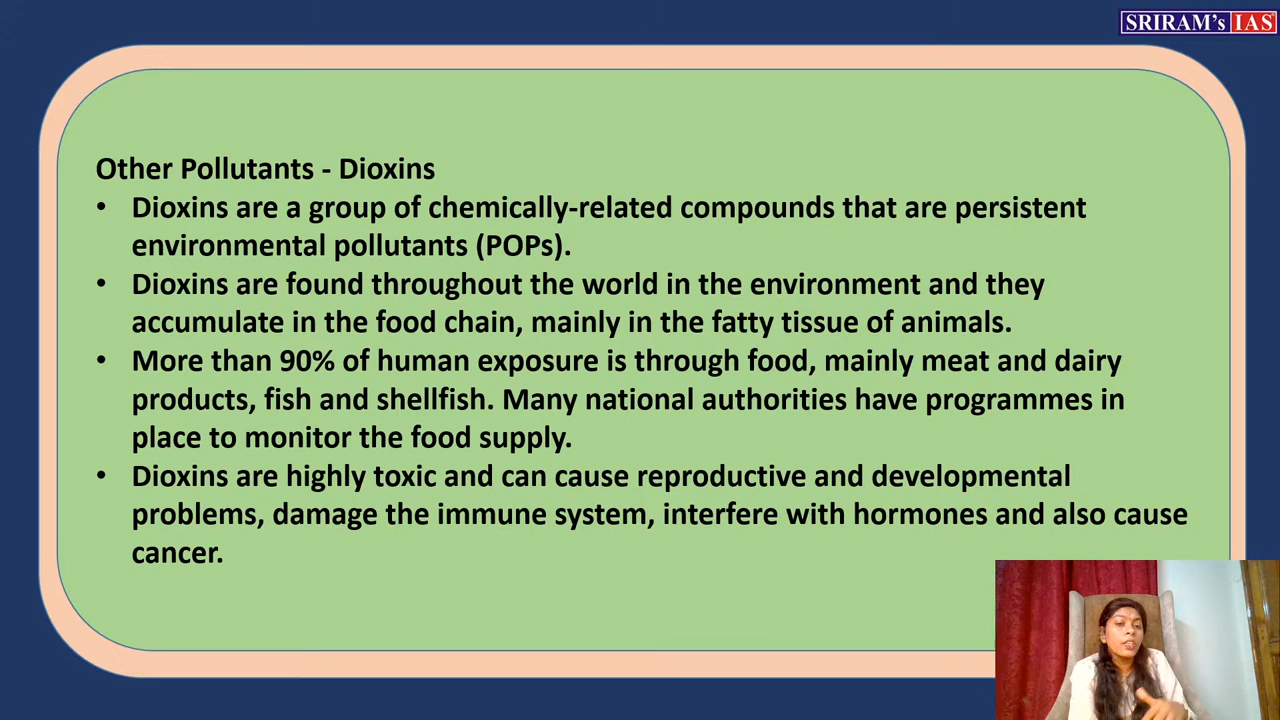 SRIRAM's IAS
Other Pollutants - Dioxins
• Dioxins are a group of chemically-related compounds that are persistent
environmental pollutants (POPs).
• Dioxins are found throughout the world in the environment and they
accumulate in the food chain, mainly in the fatty tissue of animals.
• More than 90% of human exposure is through food, mainly meat and dairy
products, fish and shellfish. Many national authorities have programmes in
place to monitor the food supply.
• Dioxins are highly toxic and can cause reproductive and developmental
problems, damage the immune system, interfere with hormones and also cause
cancer.